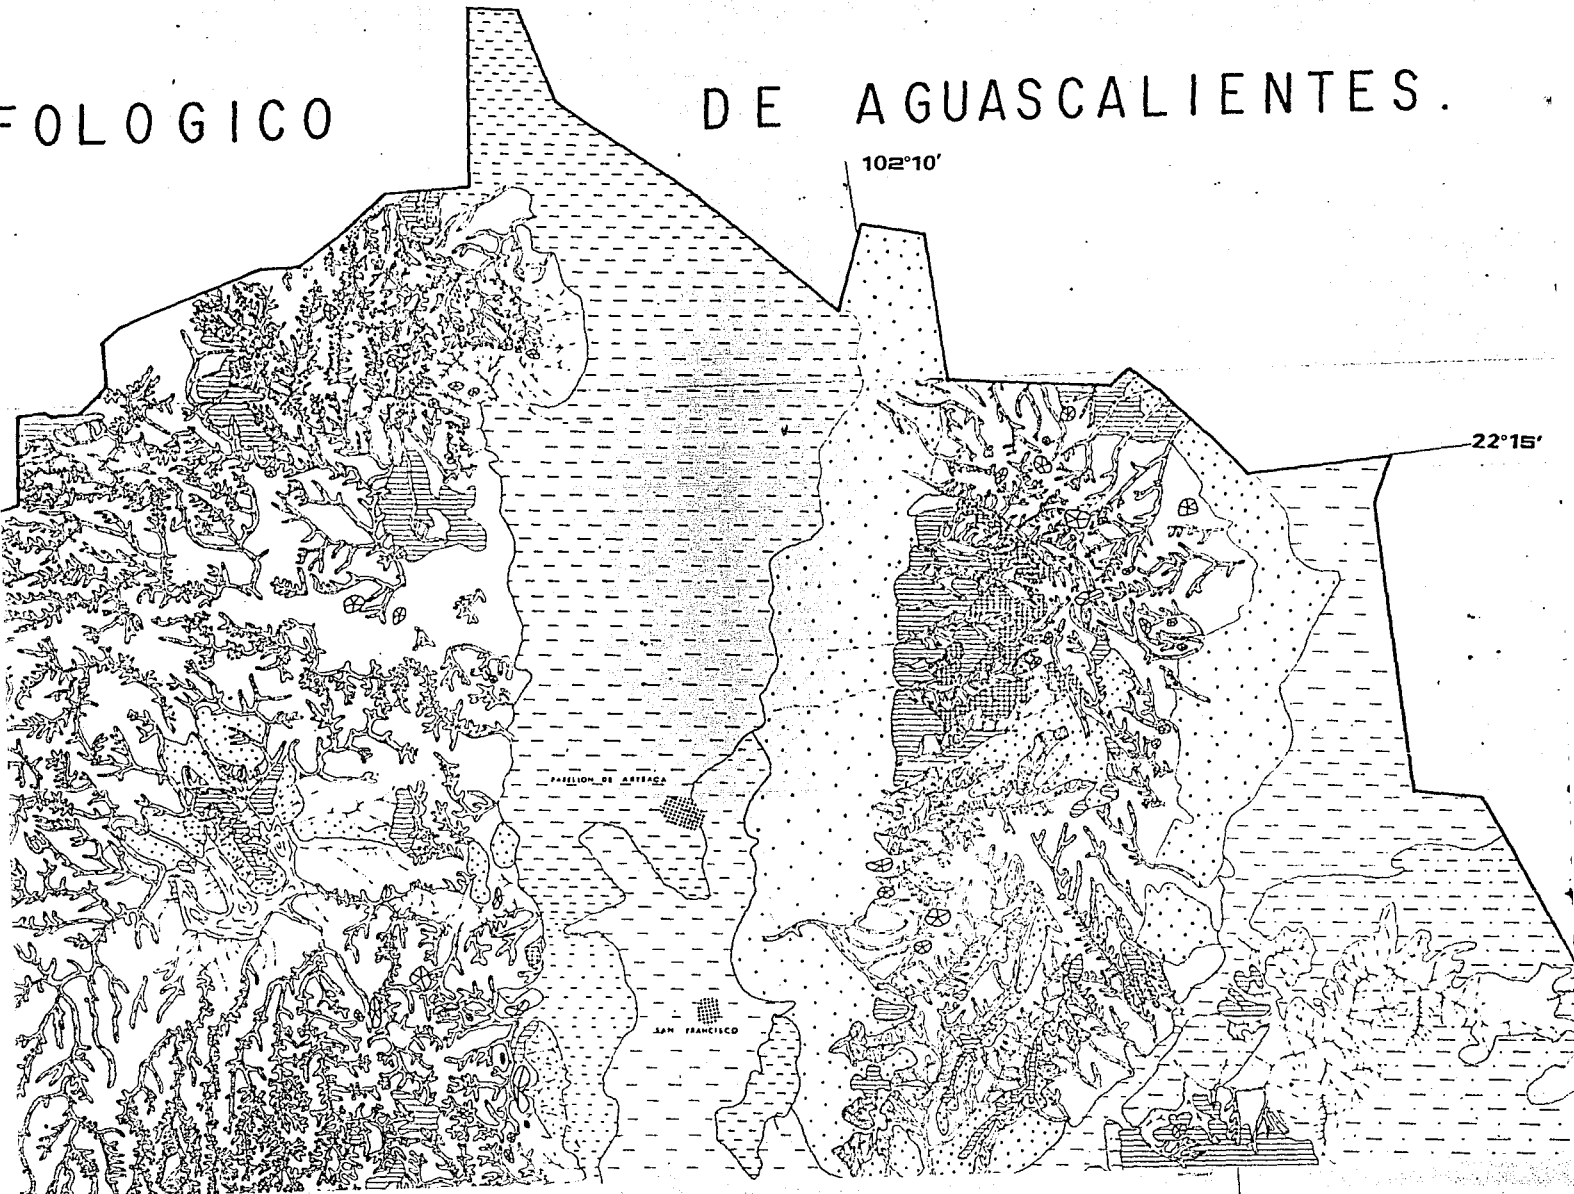 FOLOGICO DE AGUASCALIENTES.
102°10'
22°15'
PABELLON DE ARTEAGA
SAN FRANCISCO